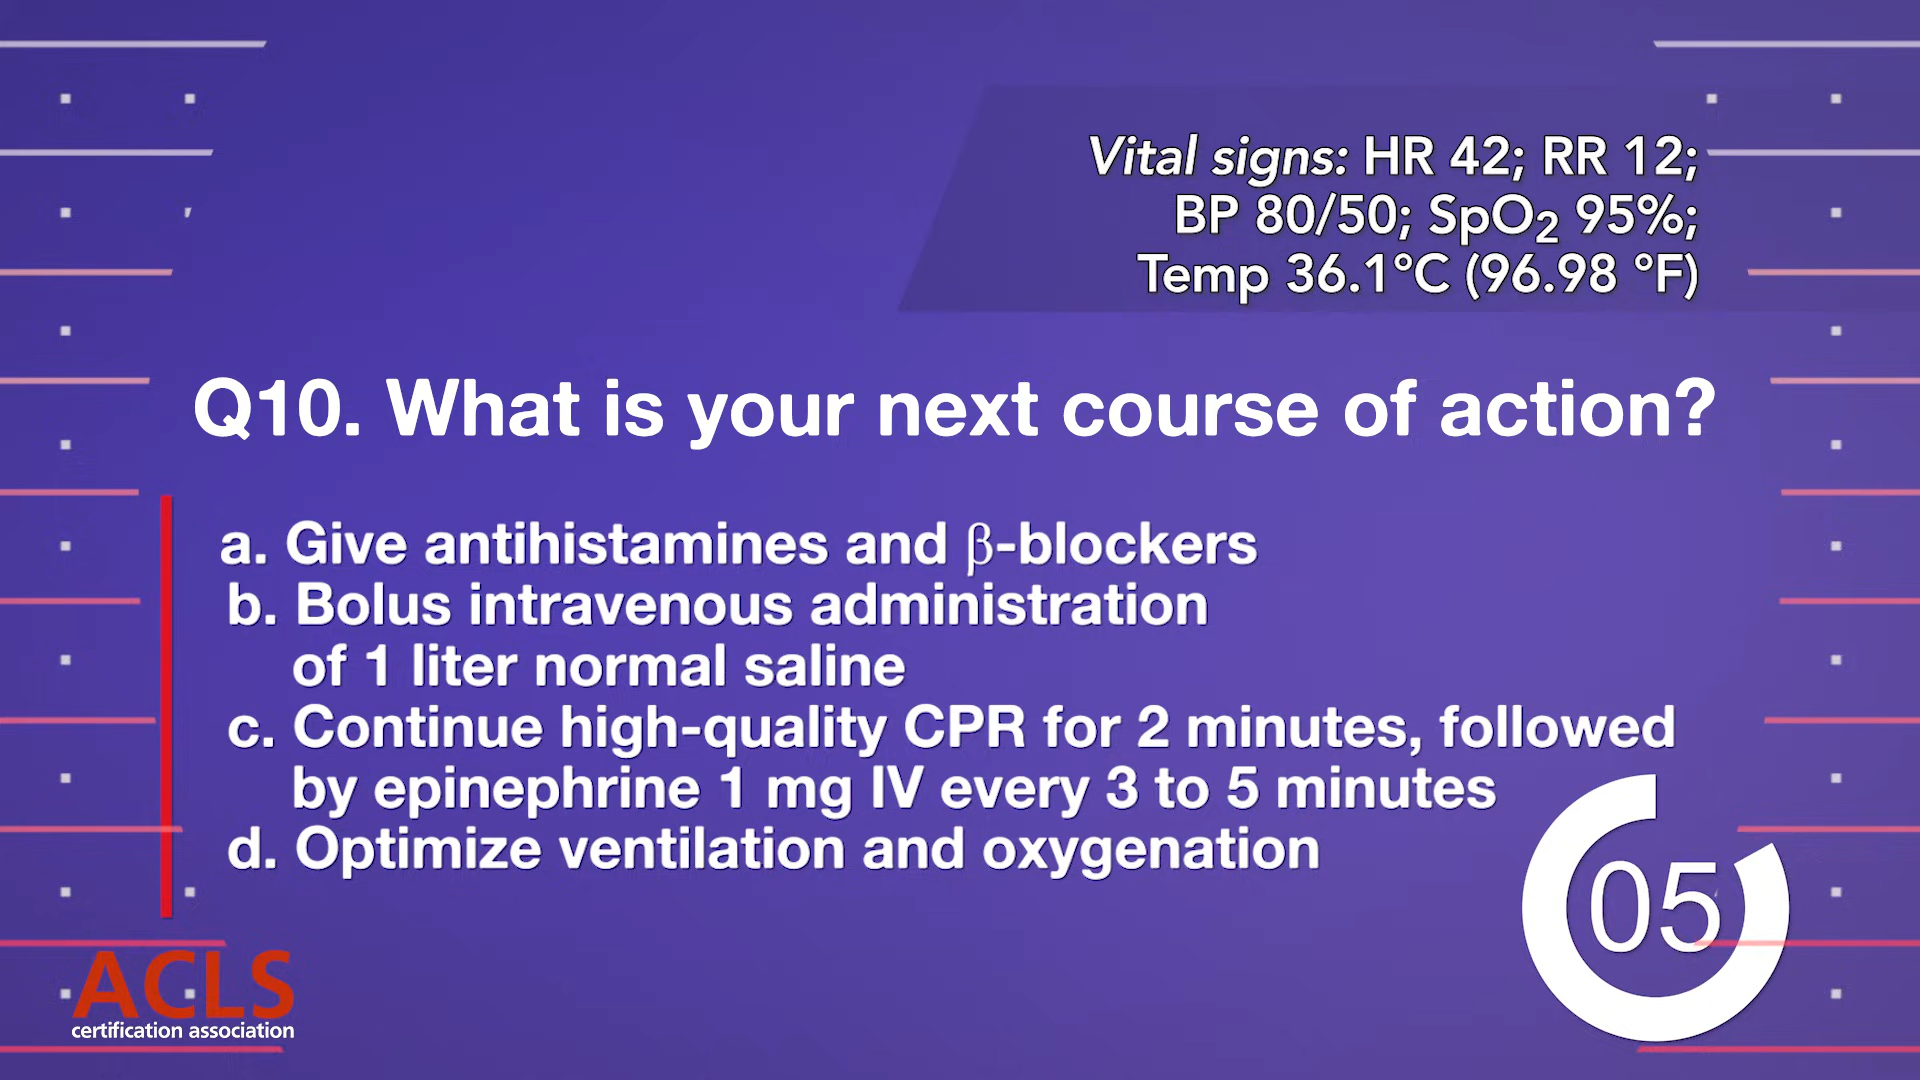 Vital signs: HR 42; RR 12;
BP 80/50; SpO₂ 95%;
Temp 36.1°C (96.98 °F)
Q10. What is your next course of action?
a. Give antihistamines and β-blockers
b. Bolus intravenous administration
of 1 liter normal saline
c. Continue high-quality CPR for 2 minutes, followed
by epinephrine 1 mg IV every 3 to 5 minutes
d. Optimize ventilation and oxygenation
05
ACLS
certification association